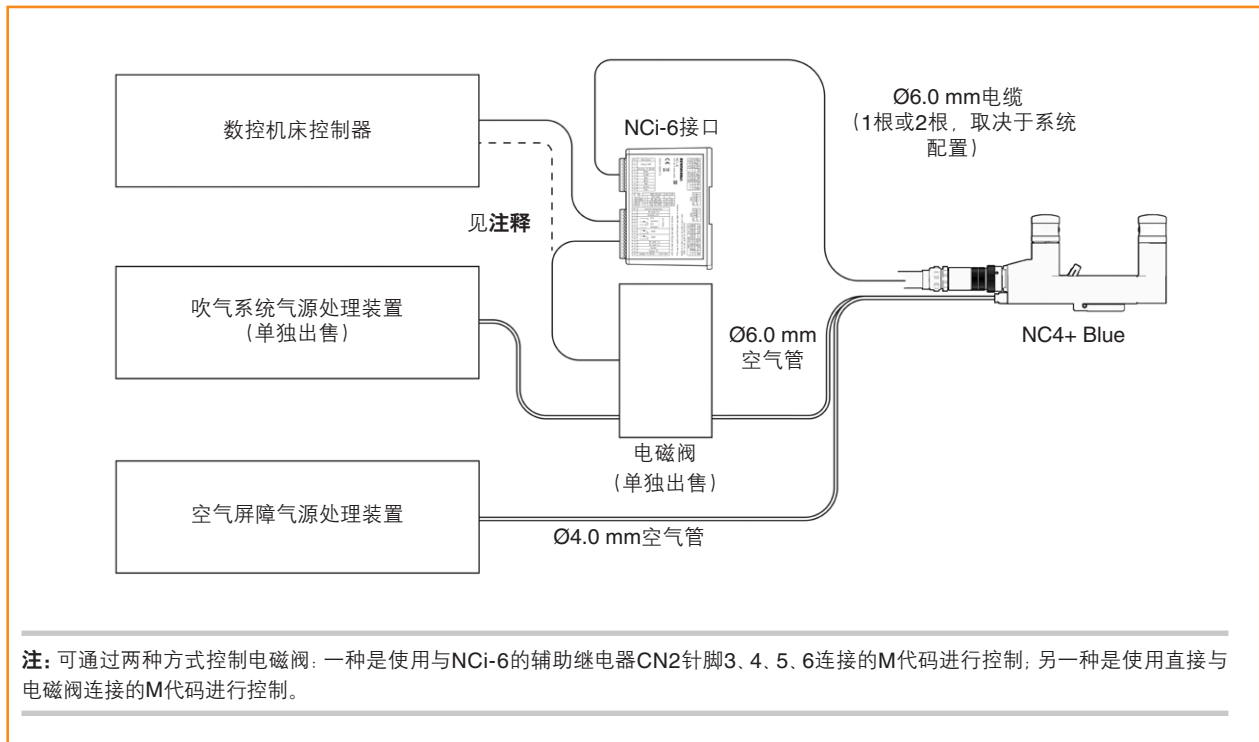 数控机床控制器
NCi-6接口
Ø6.0 mm电缆
（1根或2根，取决于系统
配置）
见注释
吹气系统气源处理装置
（单独出售）
Ø6.0 mm
空气管
NC4+ Blue
电磁阀
（单独出售）
空气屏障气源处理装置
Ø4.0 mm空气管
注：可通过两种方式控制电磁阀：一种是使用与NCi-6的辅助继电器CN2针脚3、4、5、6连接的M代码进行控制；另一种是使用直接与
电磁阀连接的M代码进行控制。